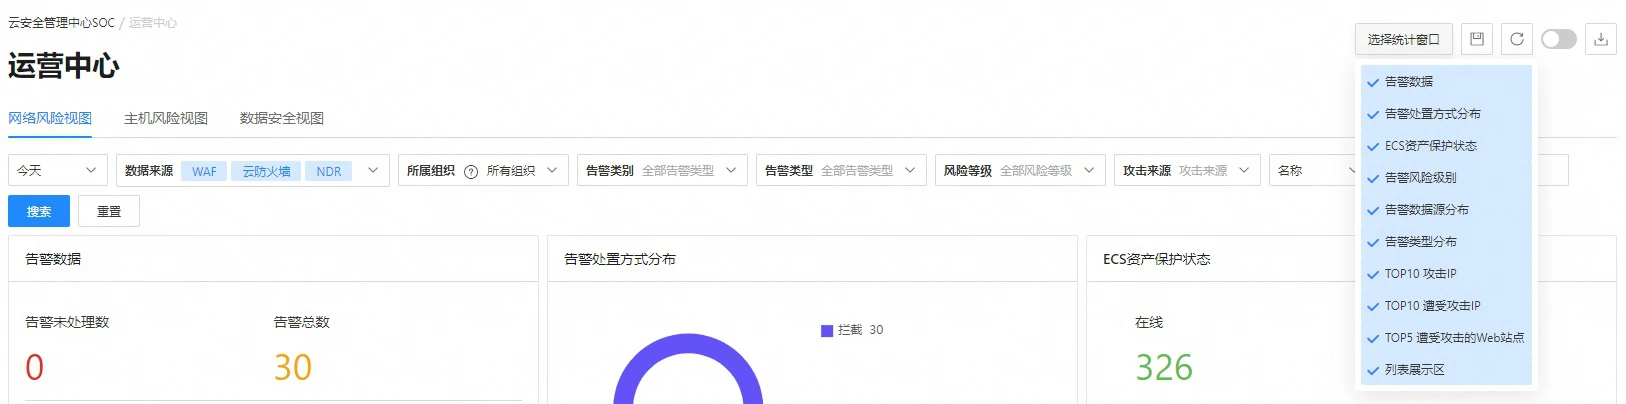 云安全管理中心SOC / 运营中心
运营中心
选择统计窗口
网络风险视图 主机风险视图 数据安全视图
今天 数据来源 WAF 云防火墙 NDR 所属组织 ? 所有组织 告警类别 全部告警类型 告警类型 全部告警类型 风险等级 全部风险等级 攻击来源 攻击来源 名称
搜索 重置
告警数据
告警处置方式分布
ECS资产保护状态
告警风险级别
告警数据源分布
告警类型分布
TOP10 攻击IP
TOP10 遭受攻击IP
TOP5 遭受攻击的Web站点
列表展示区
告警数据
告警未处理数 告警总数
0 30
告警处置方式分布
拦截 30
ECS资产保护状态
在线
326